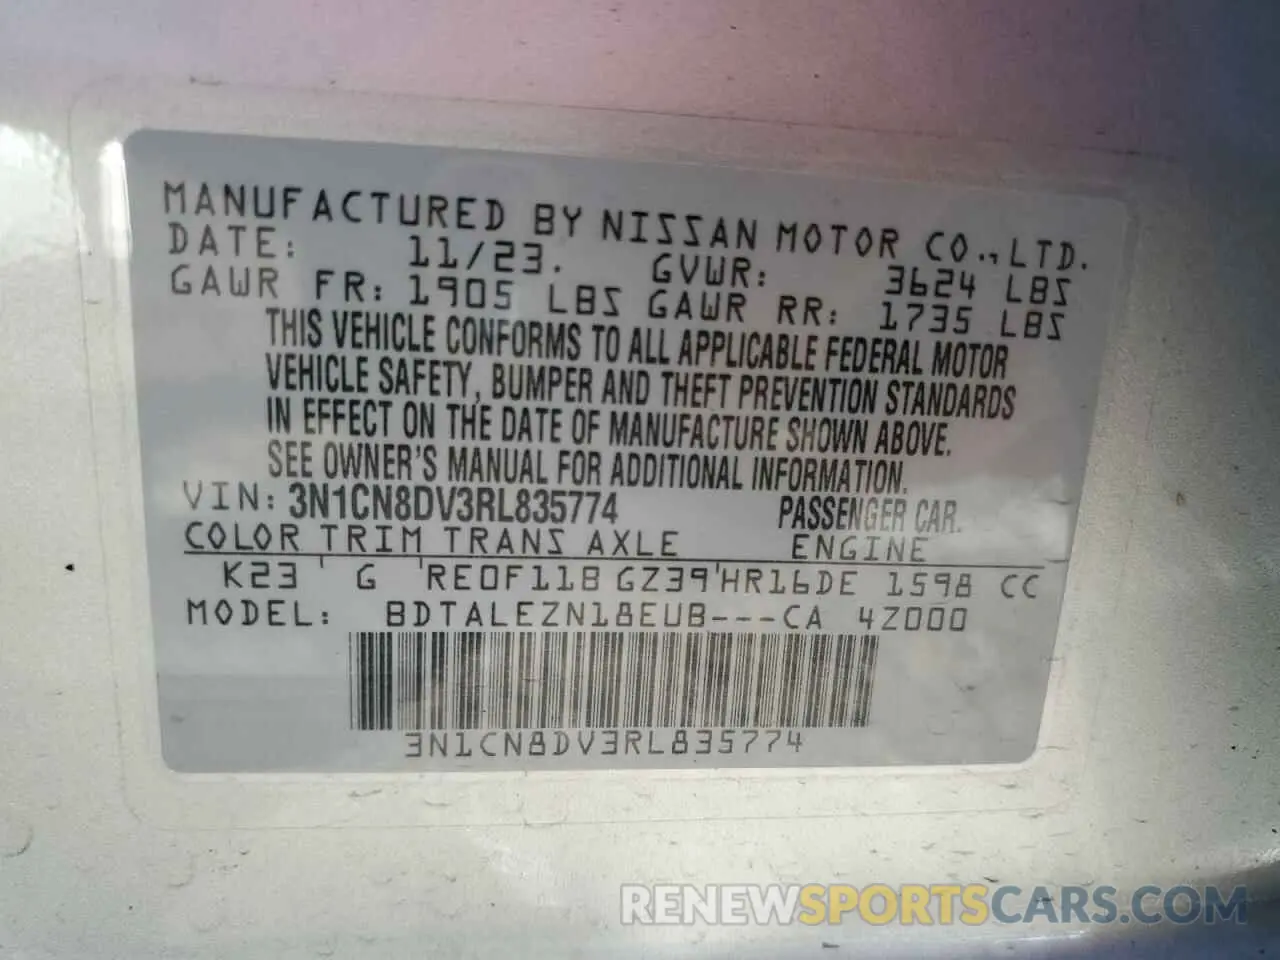 MANUFACTURED BY NISSAN MOTOR CO., LTD.
DATE: 11/23. GVWR: 3624 LBS
GAWR FR: 1905 LBS GAWR RR: 1735 LBS
THIS VEHICLE CONFORMS TO ALL APPLICABLE FEDERAL MOTOR
VEHICLE SAFETY, BUMPER AND THEFT PREVENTION STANDARDS
IN EFFECT ON THE DATE OF MANUFACTURE SHOWN ABOVE.
SEE OWNER'S MANUAL FOR ADDITIONAL INFORMATION.
VIN: 3N1CN8DV3RL835774 PASSENGER CAR.
COLOR TRIM TRANS AXLE ENGINE
K23 ' G 'RE0F11B GZ39'HR16DE 1598 CC
MODEL: BDTALEZN18EUB---CA 4Z000
3N1CN8DV3RL835774
RENEWSPORTSCARS.COM